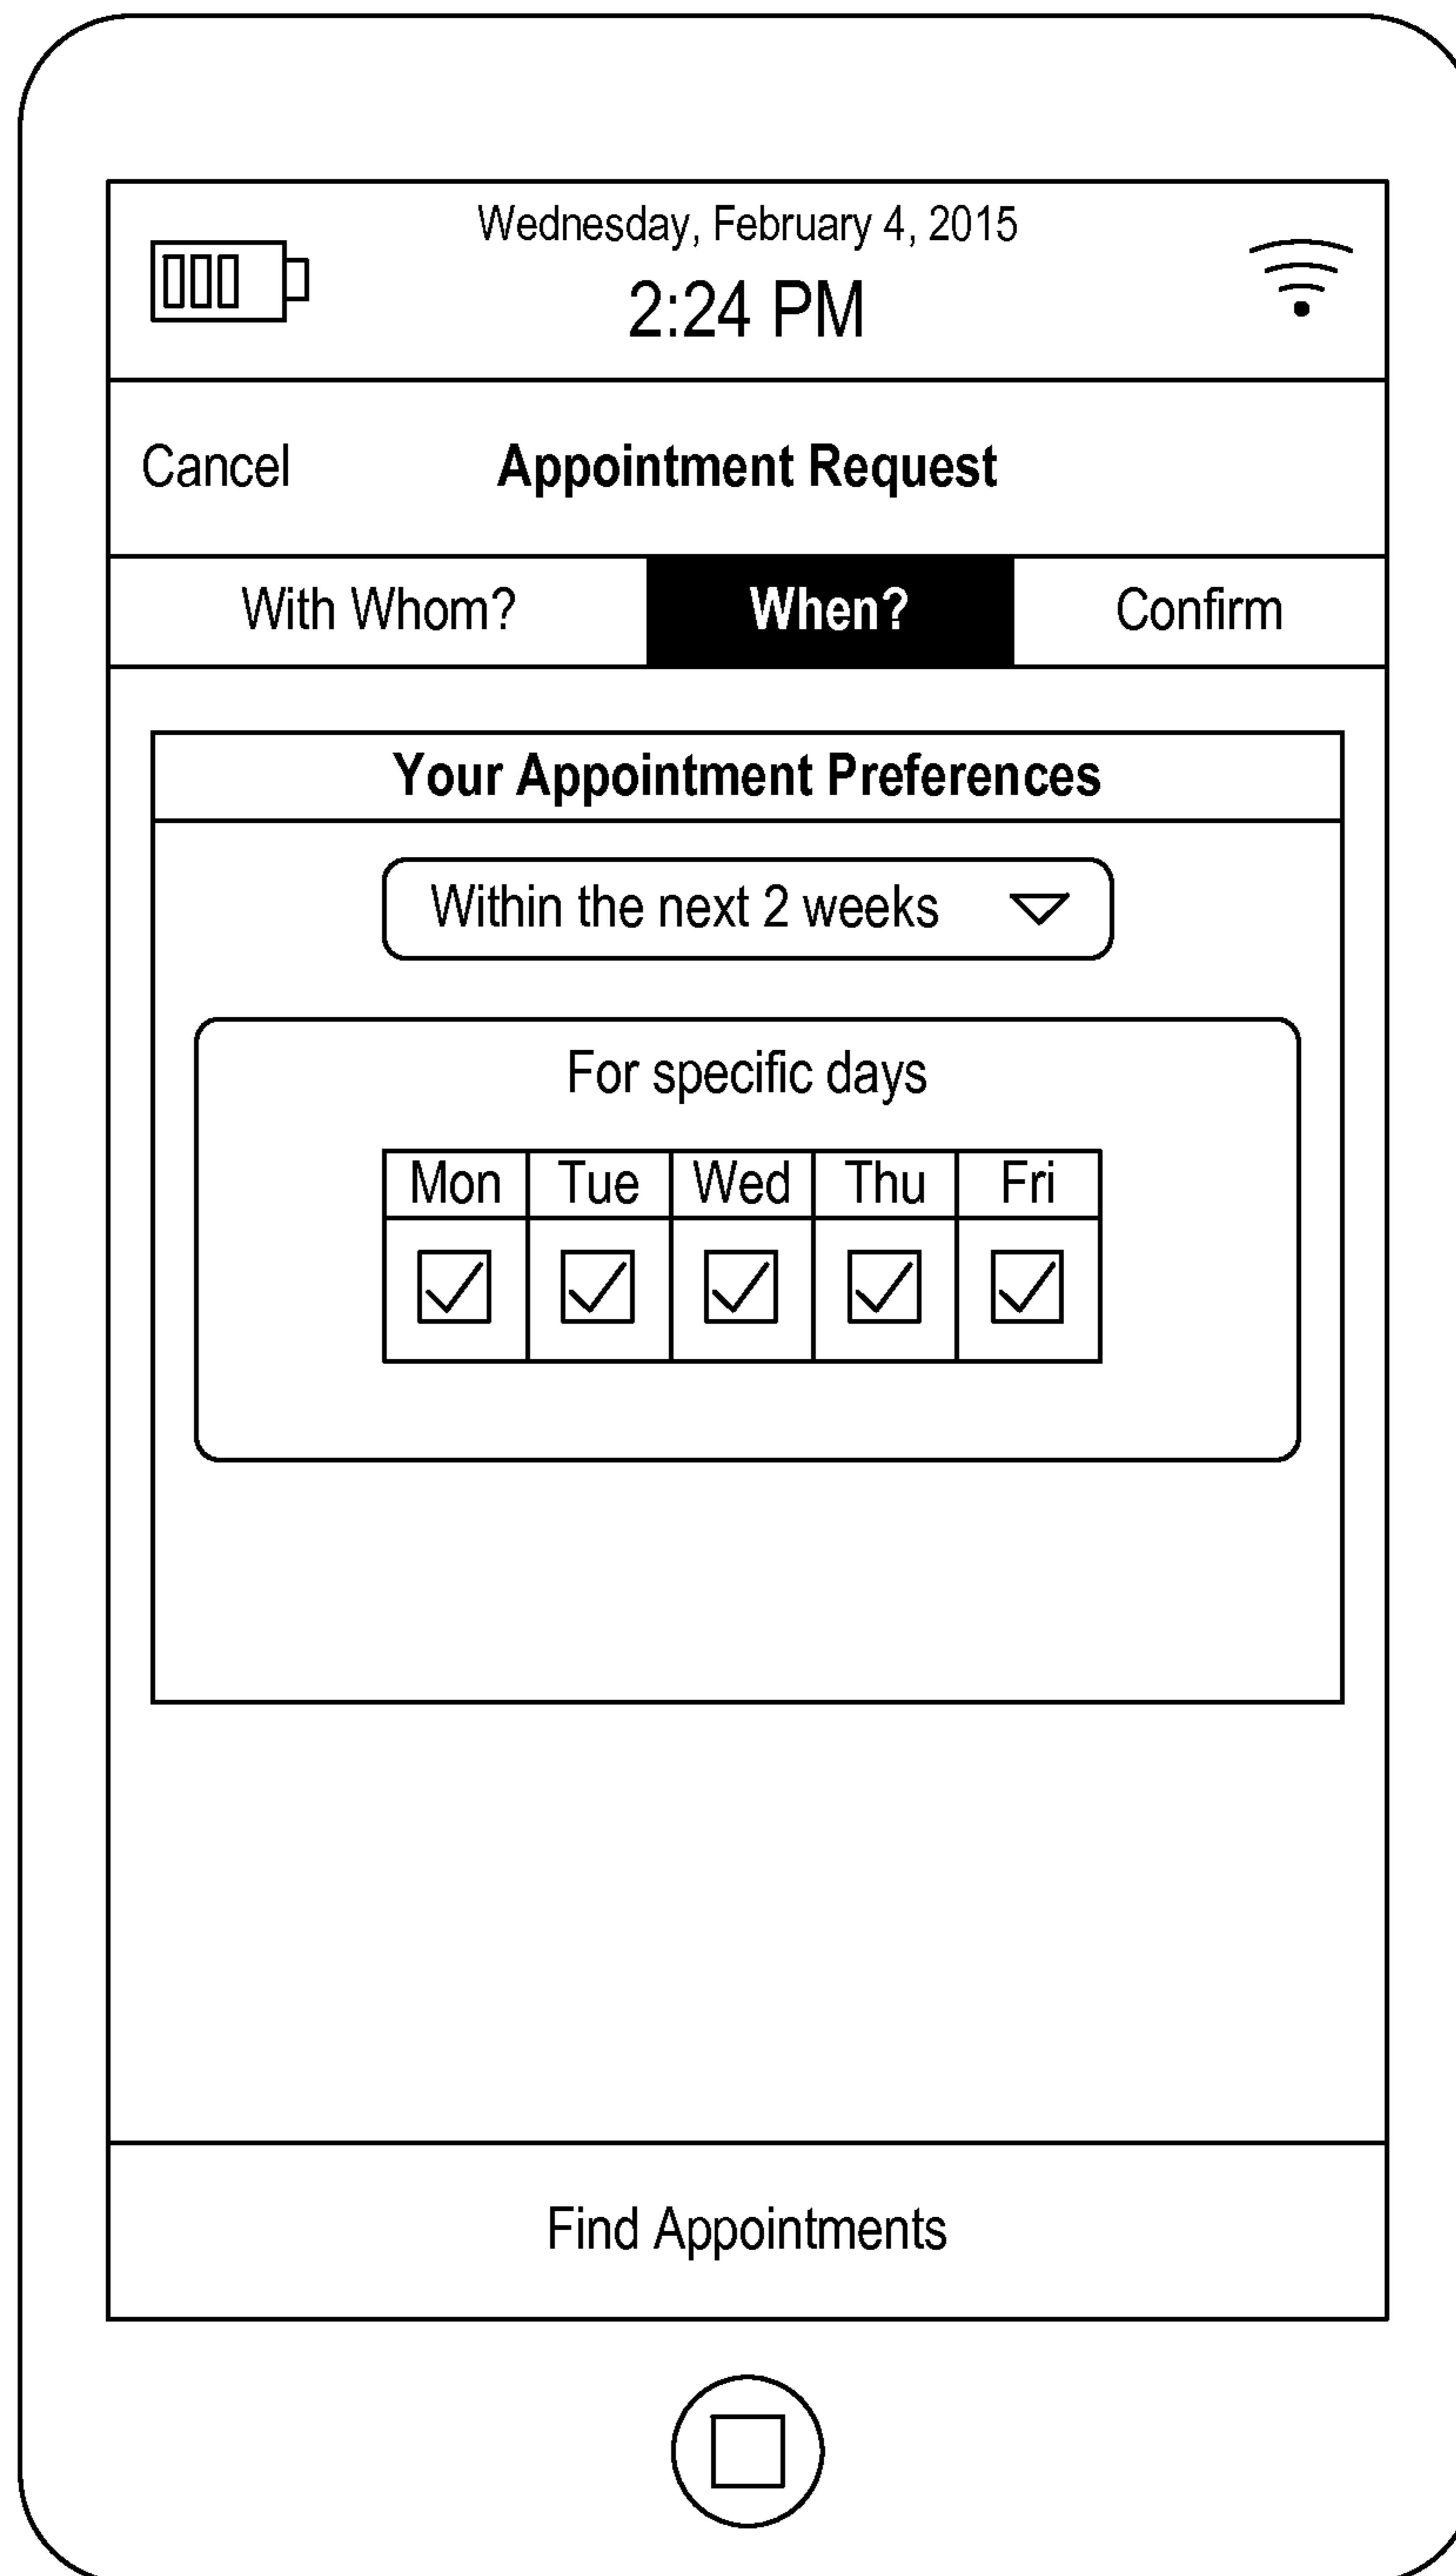 Wednesday, February 4, 2015
2:24 PM
Cancel Appointment Request
With Whom? When? Confirm
Your Appointment Preferences
Within the next 2 weeks
For specific days
Mon Tue Wed Thu Fri
Find Appointments